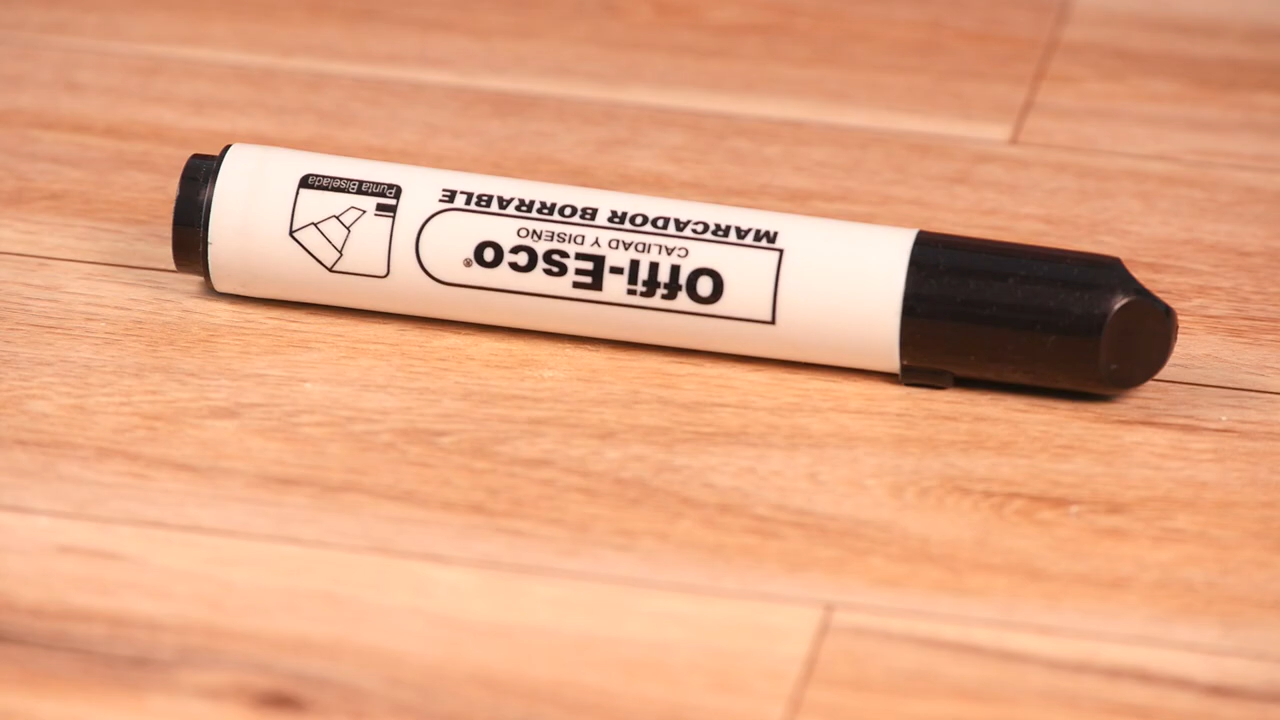 Offi-Esco®
CALIDAD Y DISEÑO
MARCADOR BORRABLE
Punta Biselada